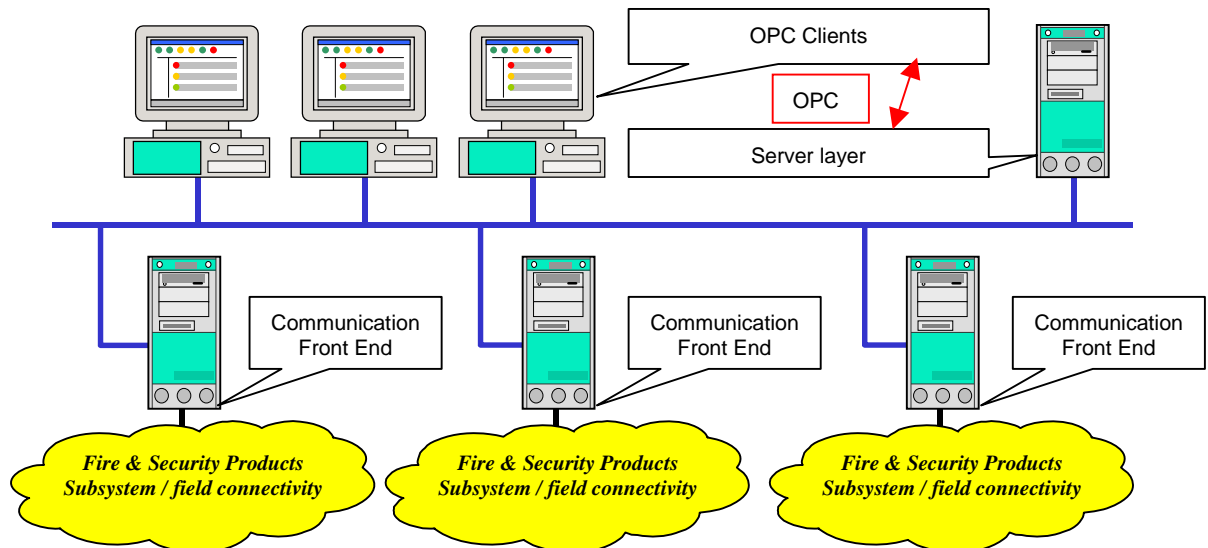 OPC Clients
OPC
Server layer
Communication
Front End
Communication
Front End
Communication
Front End
Fire & Security Products
Subsystem / field connectivity
Fire & Security Products
Subsystem / field connectivity
Fire & Security Products
Subsystem / field connectivity